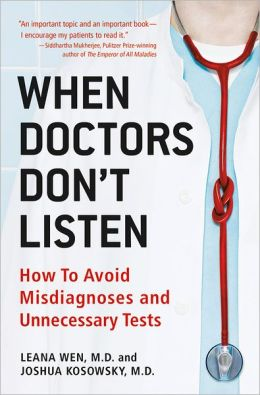 "An important topic and an important book—
I encourage my patients to read it."
—Siddhartha Mukherjee, Pulitzer Prize-winning
author of The Emperor of All Maladies
WHEN
DOCTORS
DON'T
LISTEN
How To Avoid
Misdiagnoses and
Unnecessary Tests
LEANA WEN, M.D. and
JOSHUA KOSOWSKY, M.D.